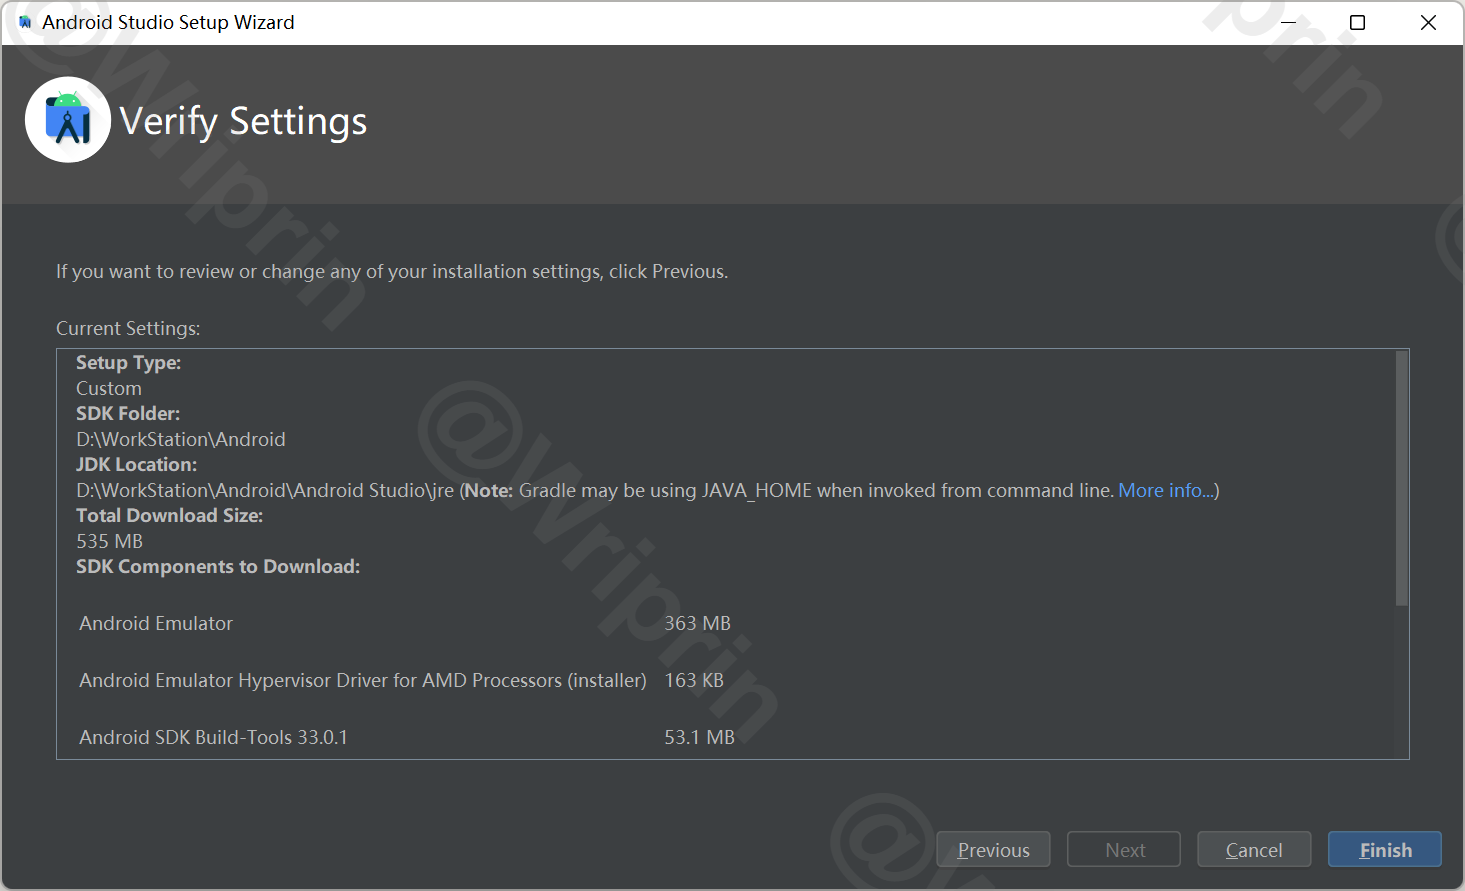 Android Studio Setup Wizard
Verify Settings
If you want to review or change any of your installation settings, click Previous.
Current Settings:
Setup Type:
Custom
SDK Folder:
D:\WorkStation\Android
JDK Location:
D:\WorkStation\Android\Android Studio\jre (Note: Gradle may be using JAVA_HOME when invoked from command line. More info...)
Total Download Size:
535 MB
SDK Components to Download:
Android Emulator 363 MB
Android Emulator Hypervisor Driver for AMD Processors (installer) 163 KB
Android SDK Build-Tools 33.0.1 53.1 MB
Previous Next Cancel Finish
@Wriprin